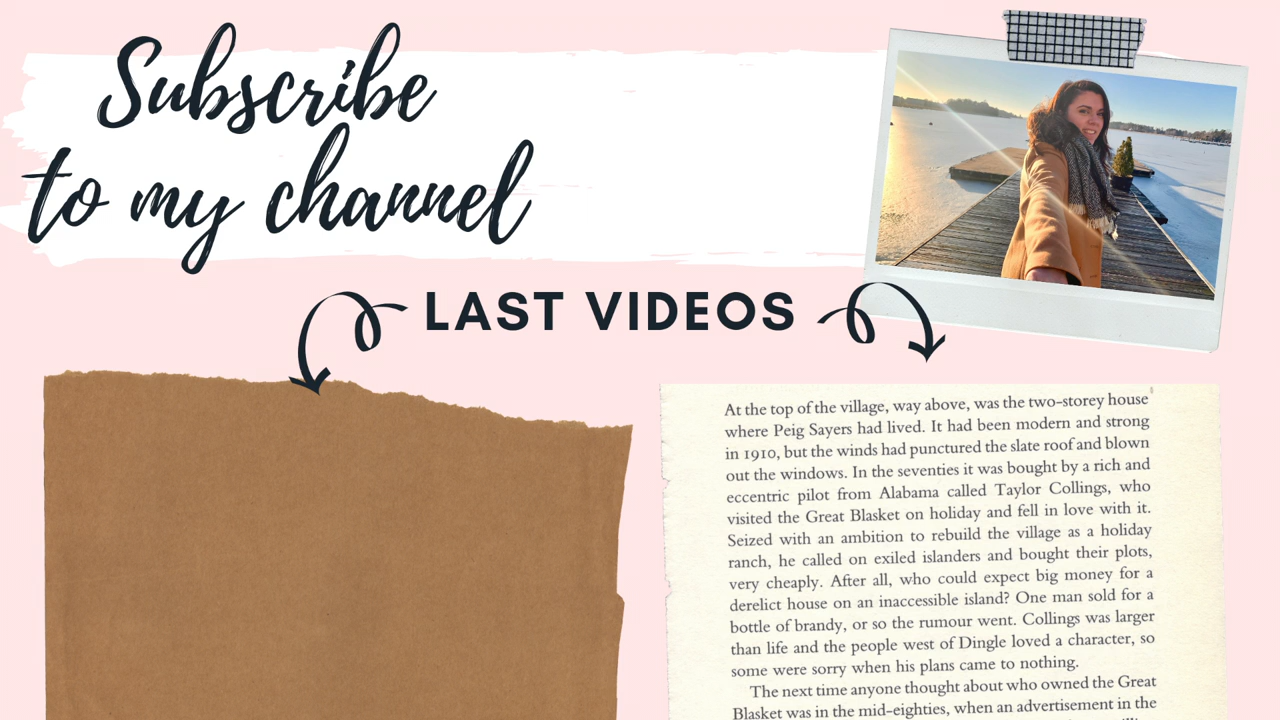 Subscribe
to my channel
LAST VIDEOS
At the top of the village, way above, was the two-storey house
where Peig Sayers had lived. It had been modern and strong
in 1910, but the winds had punctured the slate roof and blown
out the windows. In the seventies it was bought by a rich and
eccentric pilot from Alabama called Taylor Collings, who
visited the Great Blasket on holiday and fell in love with it.
Seized with an ambition to rebuild the village as a holiday
ranch, he called on exiled islanders and bought their plots,
very cheaply. After all, who could expect big money for a
derelict house on an inaccessible island? One man sold for a
bottle of brandy, or so the rumour went. Collings was larger
than life and the people west of Dingle loved a character, so
some were sorry when his plans came to nothing.
The next time anyone thought about who owned the Great
Blasket was in the mid-eighties, when an advertisement in the